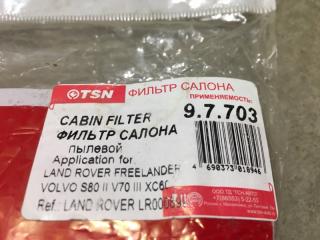 TSN ФИЛЬТР САЛОНА
ПРИМЕНЯЕМОСТЬ:
CABIN FILTER 9.7.703
ФИЛЬТР САЛОНА
пылевой
Application for
LAND ROVER FREELANDER
VOLVO S80 II V70 III XC60
4 690373 018946
Ref.: LAND ROVER